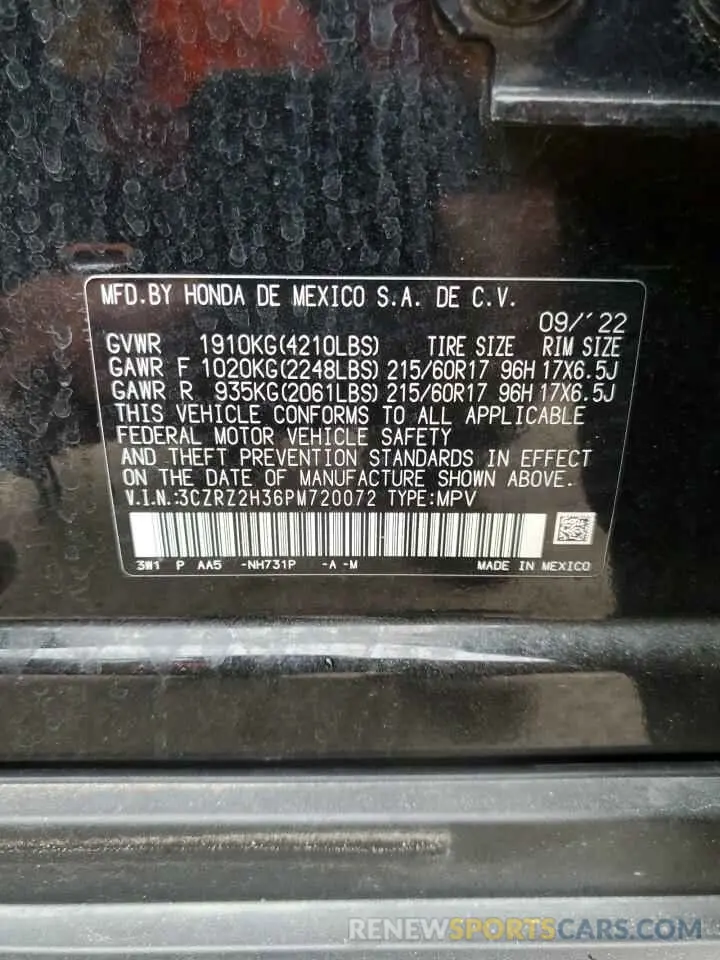 MFD.BY HONDA DE MEXICO S.A. DE C.V.
09/´22
GVWR 1910KG(4210LBS) TIRE SIZE RIM SIZE
GAWR F 1020KG(2248LBS) 215/60R17 96H 17X6.5J
GAWR R 935KG(2061LBS) 215/60R17 96H 17X6.5J
THIS VEHICLE CONFORMS TO ALL APPLICABLE
FEDERAL MOTOR VEHICLE SAFETY
AND THEFT PREVENTION STANDARDS IN EFFECT
ON THE DATE OF MANUFACTURE SHOWN ABOVE.
V.I.N.:3CZRZ2H36PM720072 TYPE:MPV
3W1 P AA5 -NH731P -A -M MADE IN MEXICO
RENEWSPORTSCARS.COM